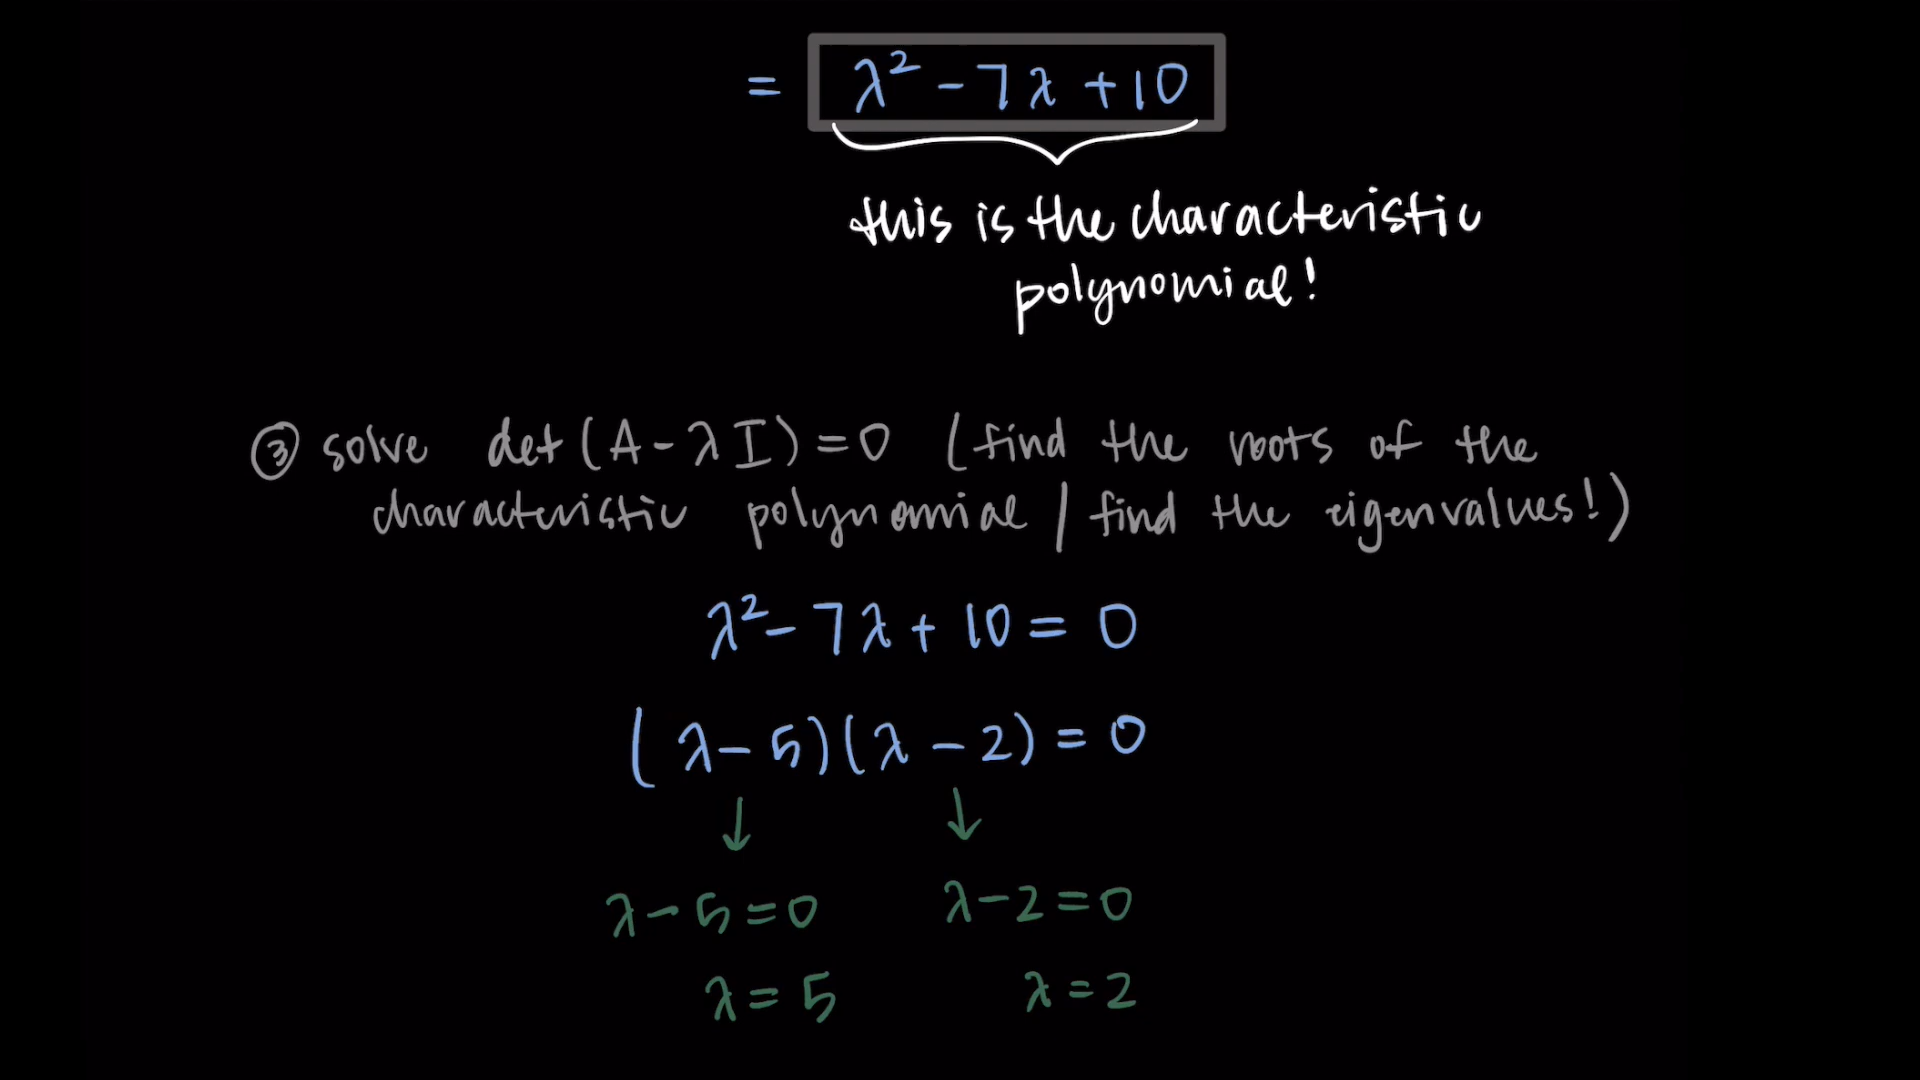 = λ² - 7λ + 10
this is the characteristic
polynomial!
③ solve det(A - λI) = 0 (find the roots of the
characteristic polynomial / find the eigenvalues!)
λ² - 7λ + 10 = 0
(λ - 5)(λ - 2) = 0
↓ ↓
λ - 5 = 0 λ - 2 = 0
λ = 5 λ = 2